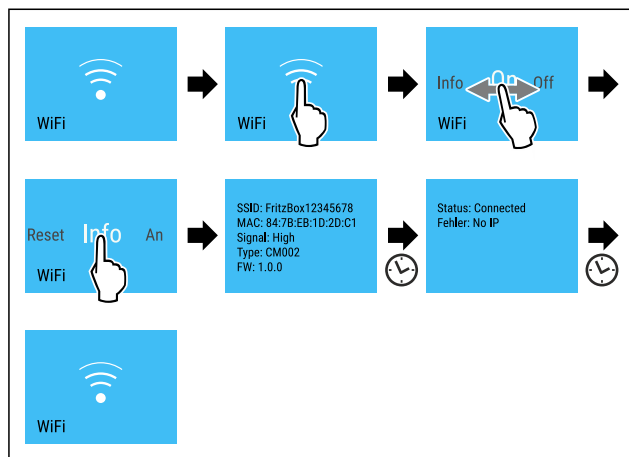 WiFi
WiFi
Info On Off
WiFi
Reset Info An
WiFi
SSID: FritzBox12345678
MAC: 84:7B:EB:1D:2D:C1
Signal: High
Type: CM002
FW: 1.0.0
Status: Connected
Fehler: No IP
WiFi